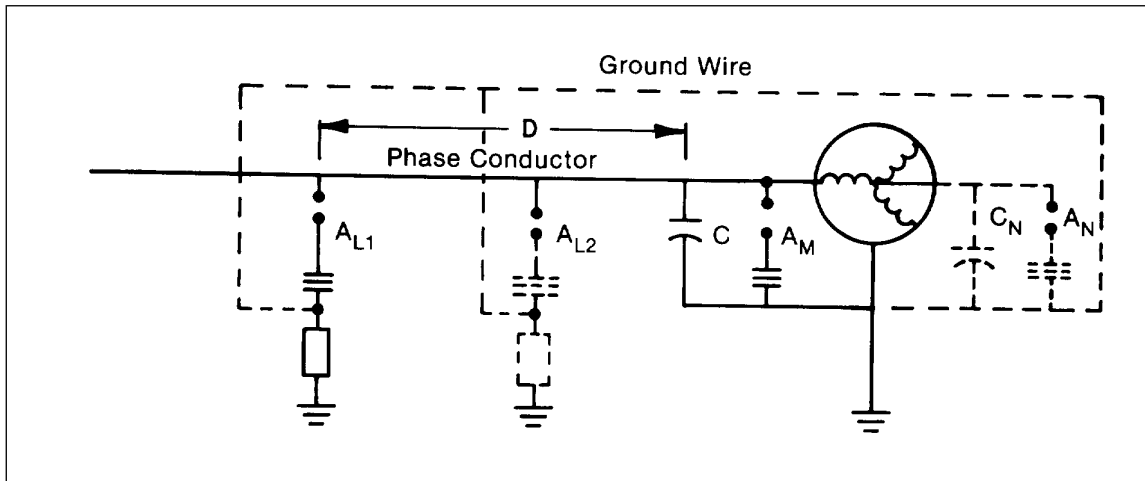 Ground Wire
D
Phase Conductor
A_L1
A_L2
C
A_M
C_N
A_N